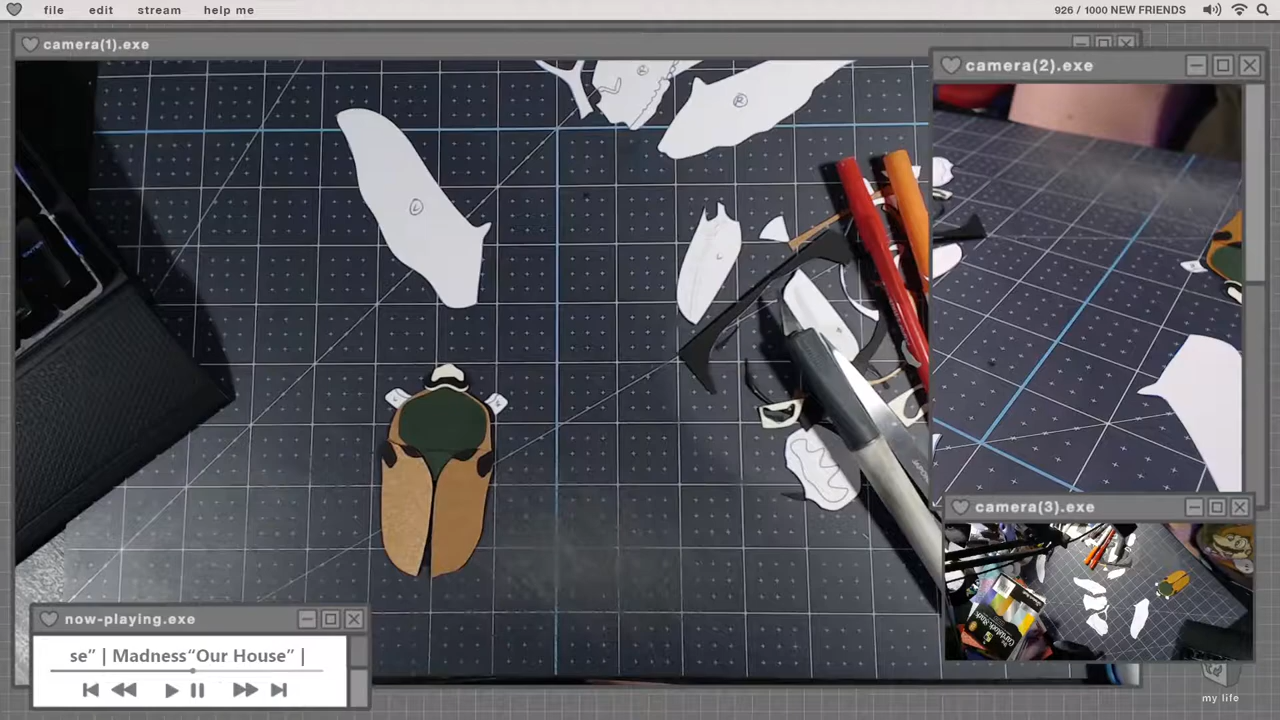 file edit stream help me
926 / 1000 NEW FRIENDS
camera(1).exe
camera(2).exe
R
R
L
camera(3).exe
now-playing.exe
se” | Madness“Our House” |
my life